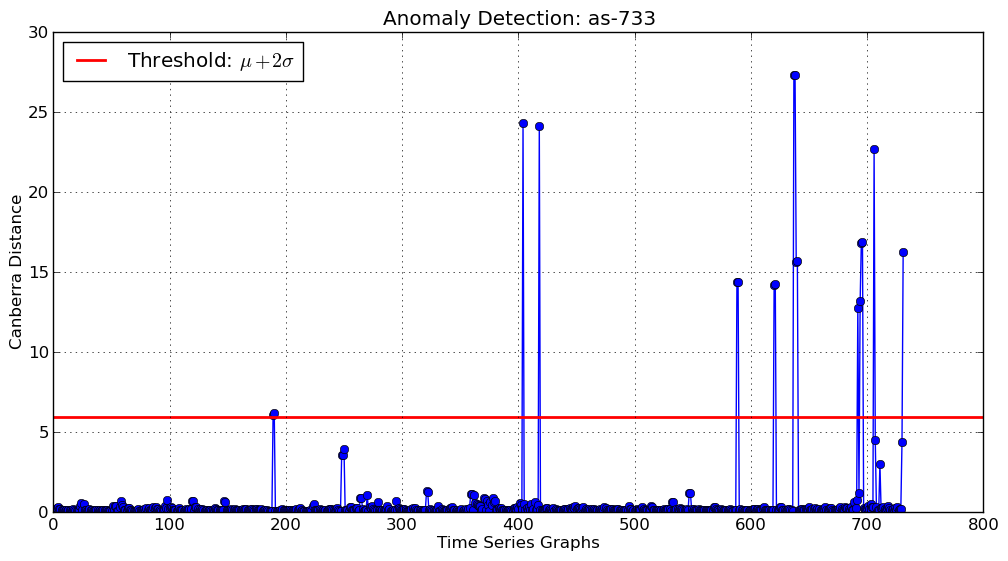 Anomaly Detection: as-733
Threshold: μ + 2σ
Canberra Distance
30
25
20
15
10
5
0
0 100 200 300 400 500 600 700 800
Time Series Graphs